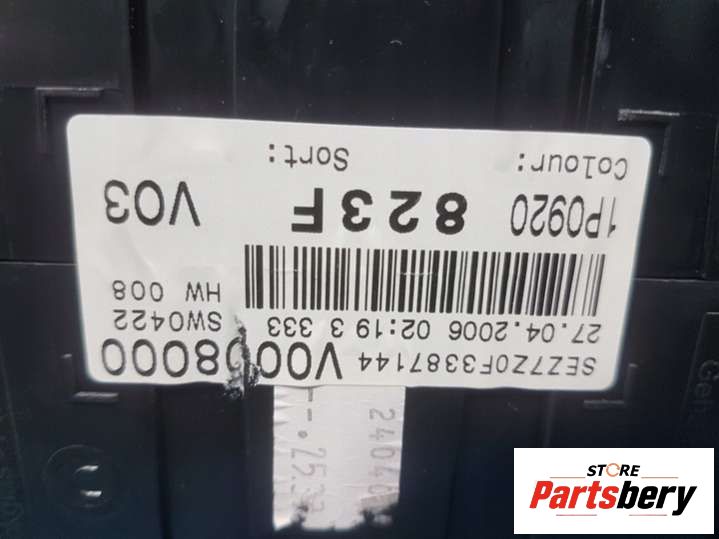 Colour: Sort:
1P0920 823F V03
HW 008
27.04.2006 02:19 3 333 SW0422
SEZ7Z0F3387144 V0008000
STORE
Partsbery